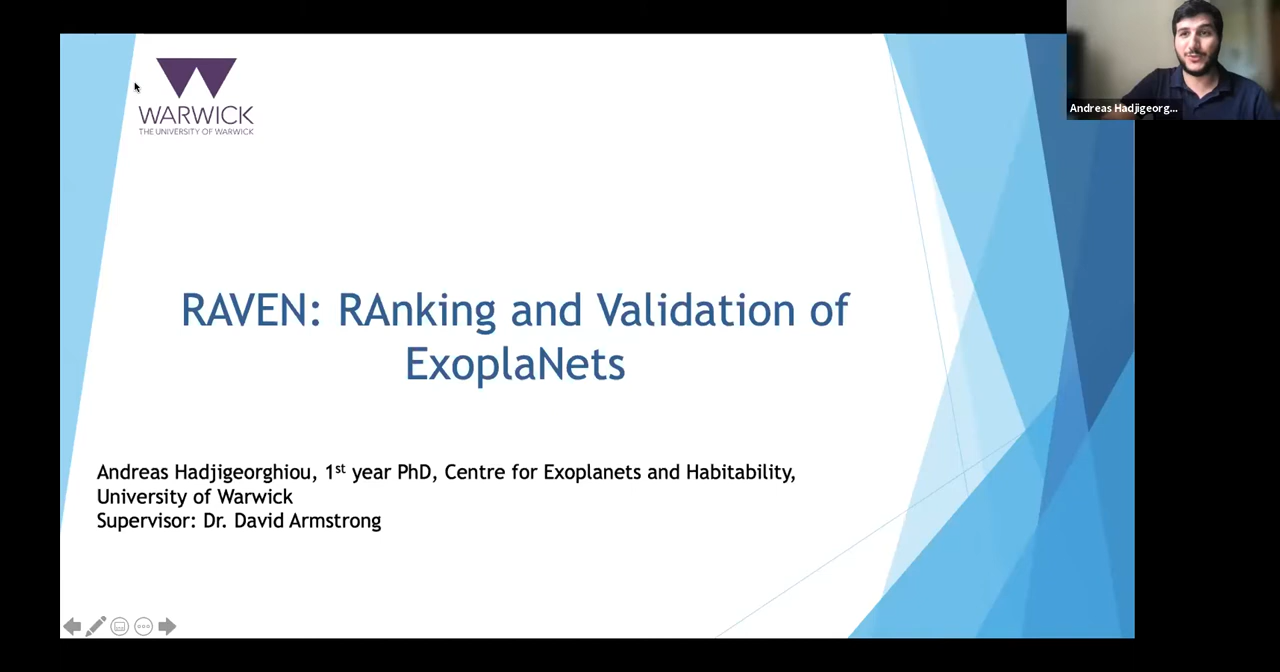 WARWICK
THE UNIVERSITY OF WARWICK
Andreas Hadjigeorg...
RAVEN: RAnking and Validation of
ExoplaNets
Andreas Hadjigeorghiou, 1st year PhD, Centre for Exoplanets and Habitability,
University of Warwick
Supervisor: Dr. David Armstrong